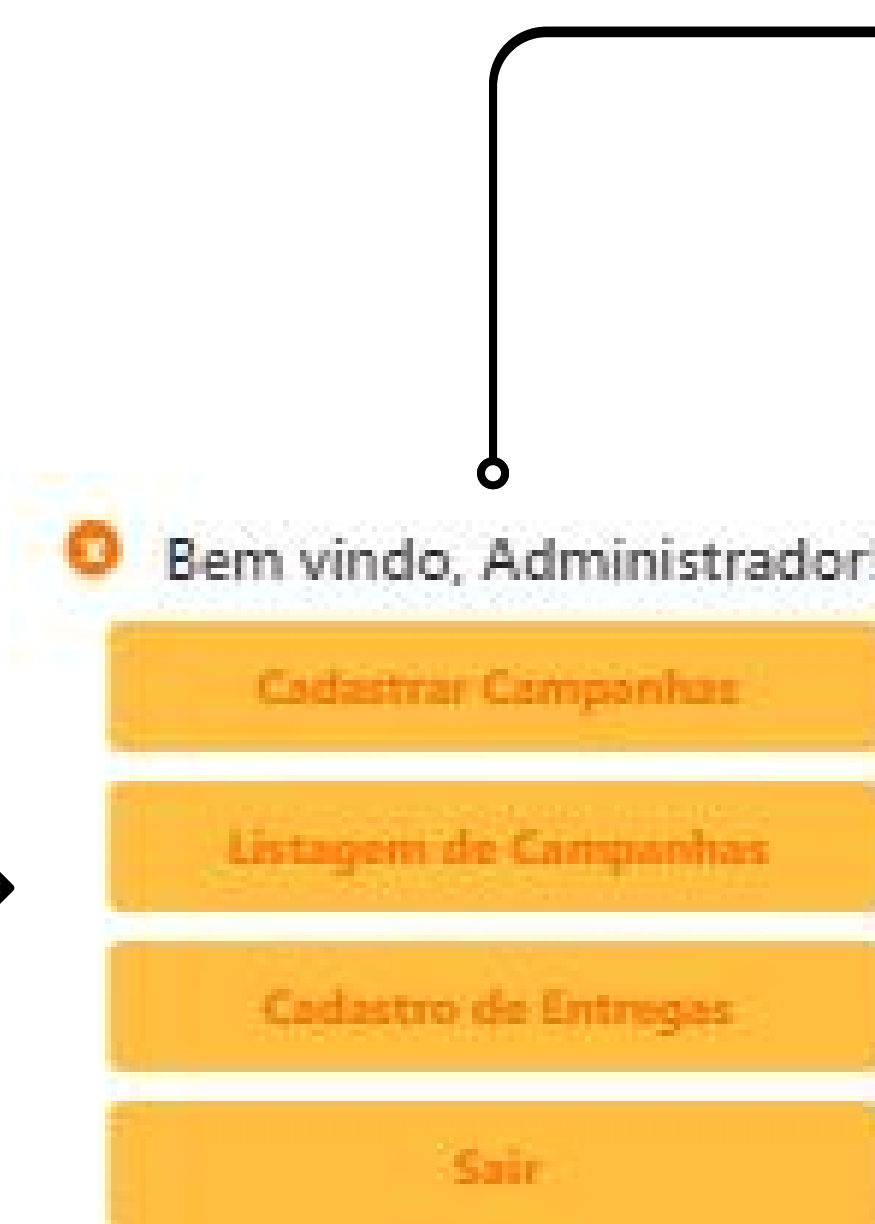 Bem vindo, Administrador!
Cadastrar Campanhas
Listagem de Campanhas
Cadastro de Entregas
Sair